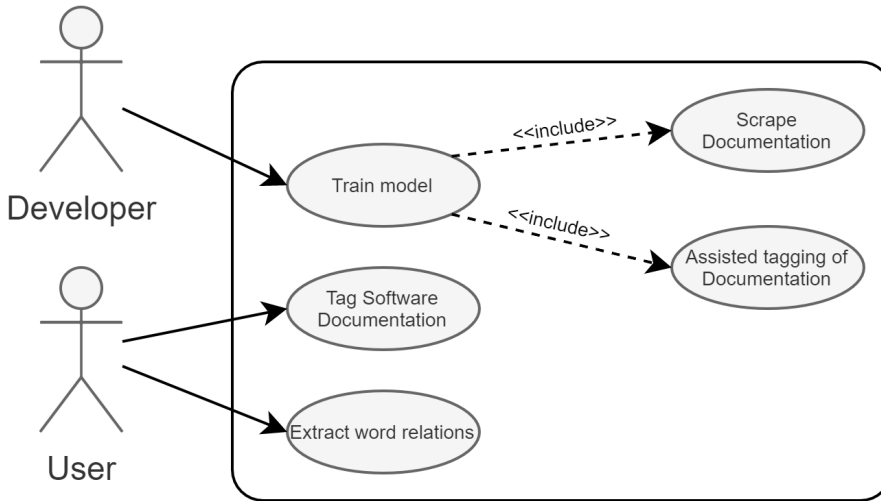 Developer
User
Train model
<<include>>
Scrape
Documentation
<<include>>
Assisted tagging of
Documentation
Tag Software
Documentation
Extract word relations